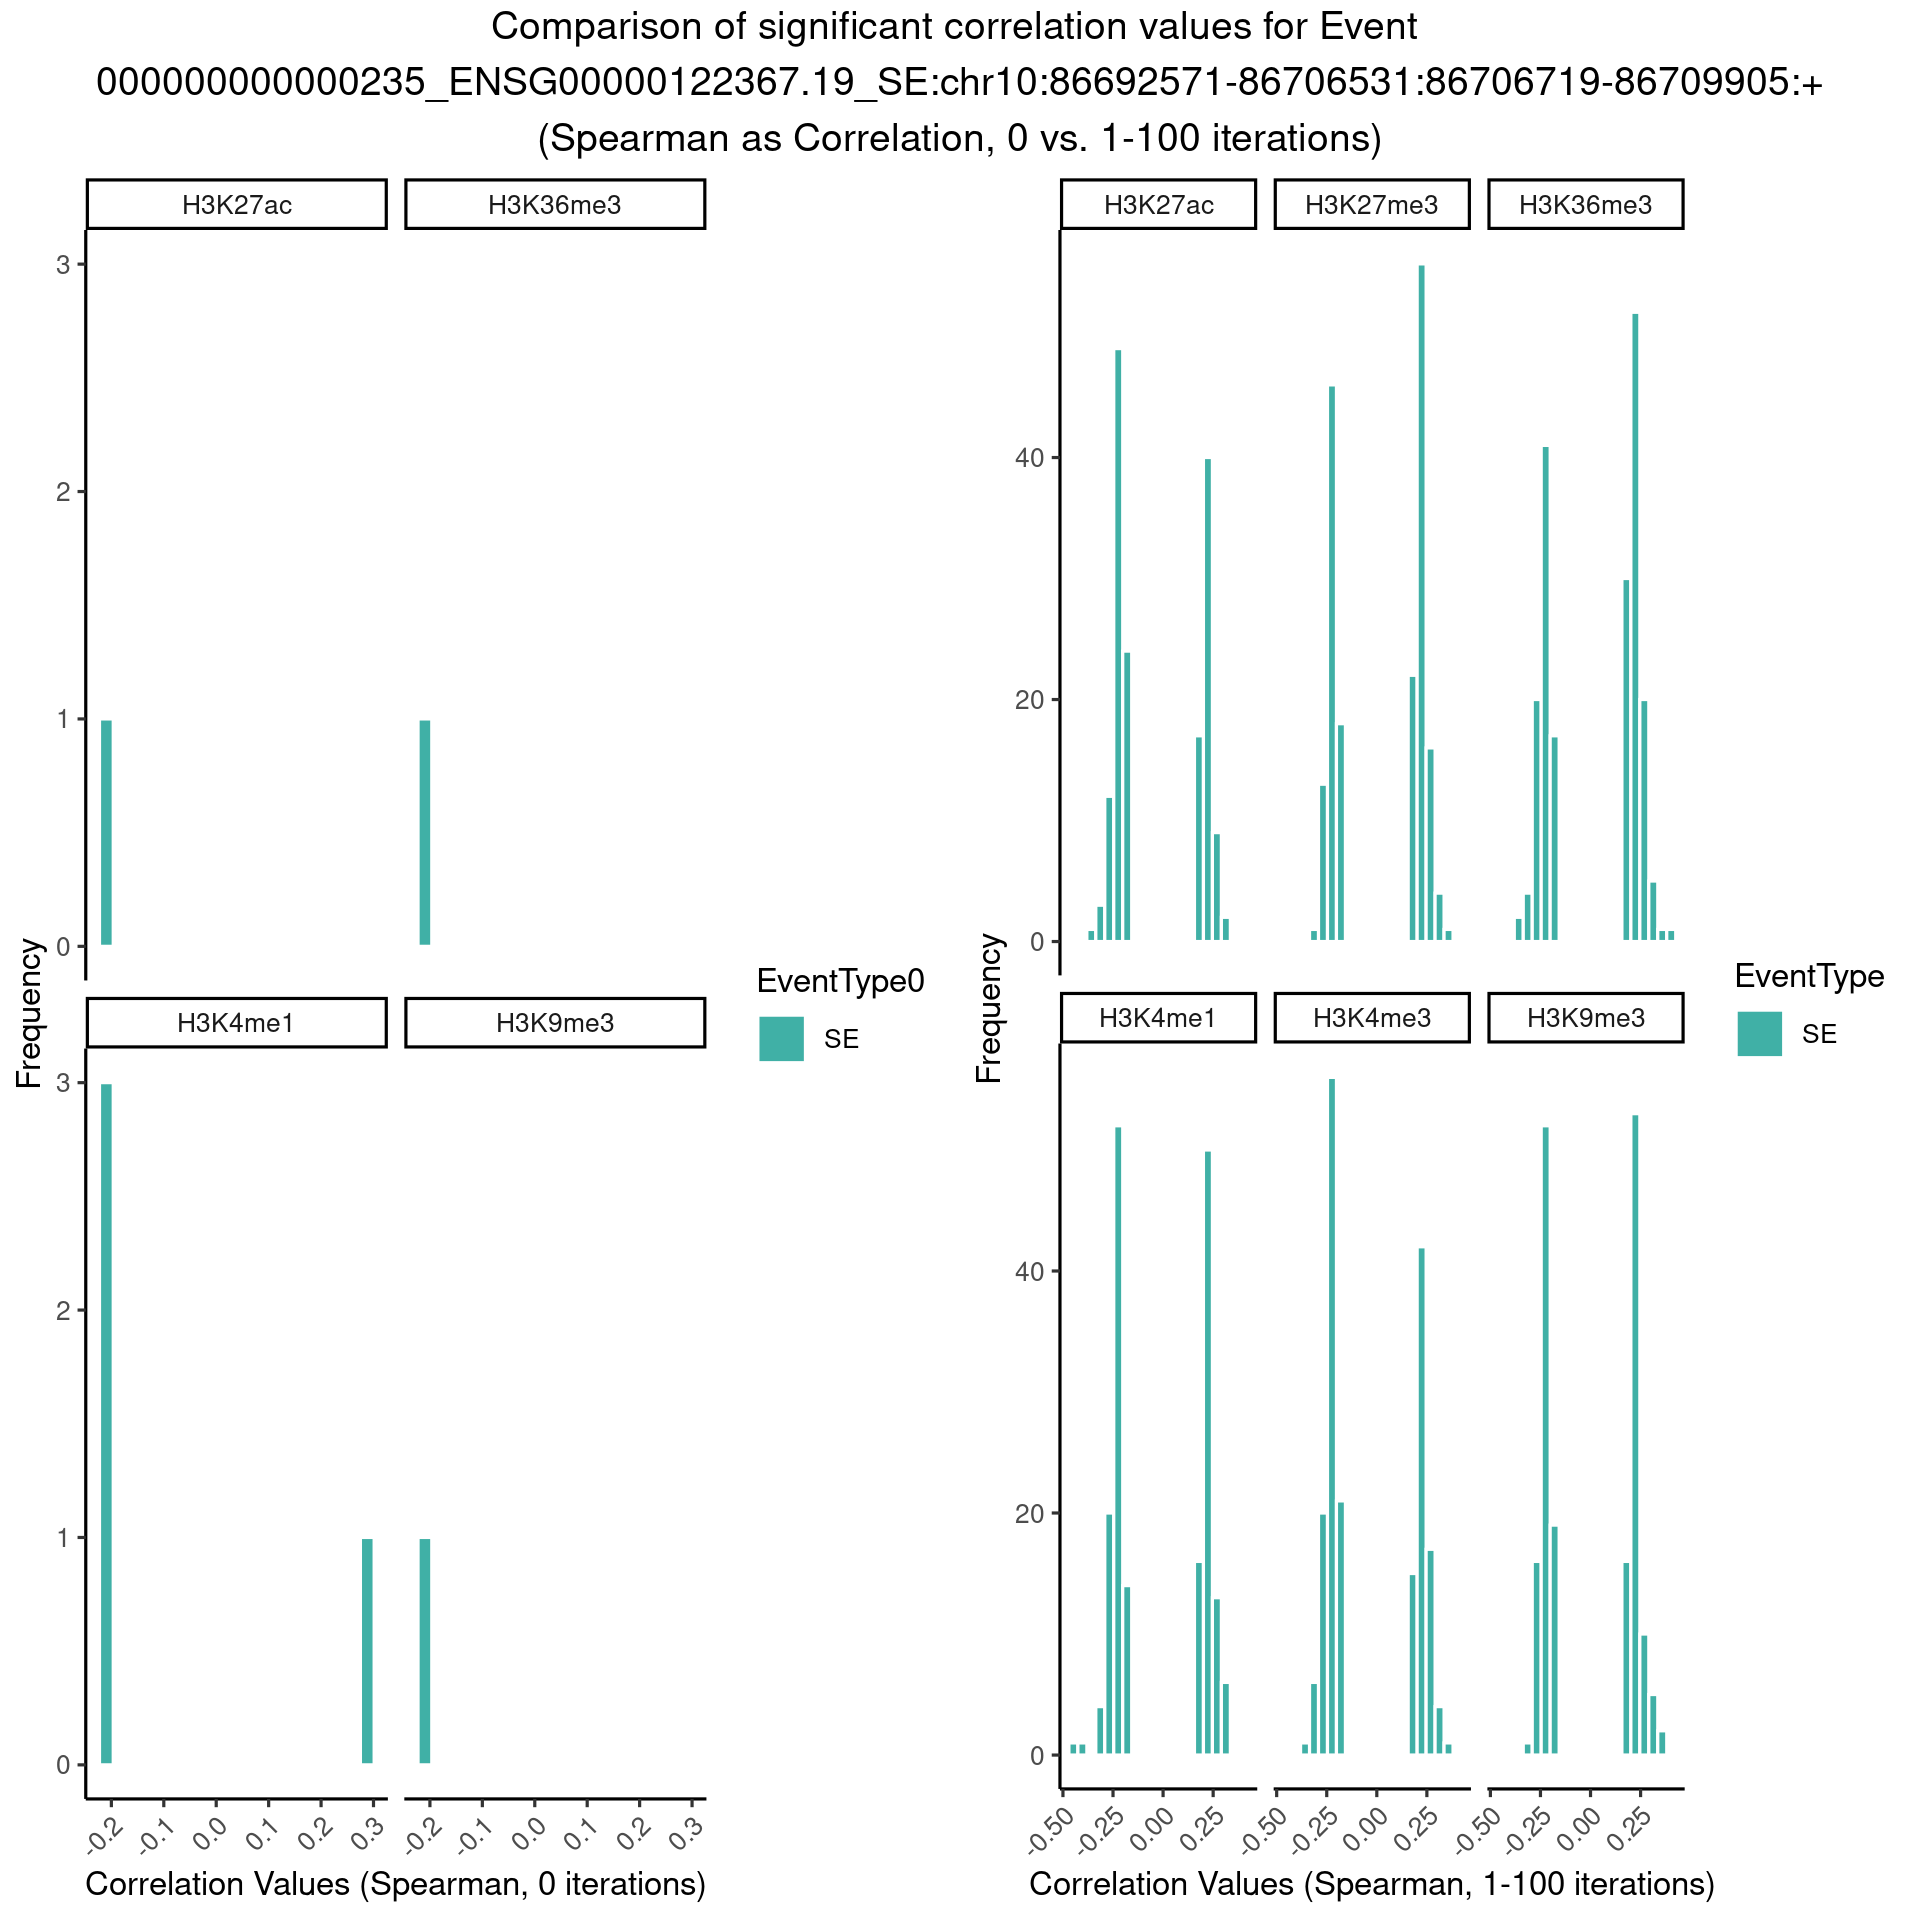 Comparison of significant correlation values for Event
000000000000235_ENSG00000122367.19_SE:chr10:86692571-86706531:86706719-86709905:+
(Spearman as Correlation, 0 vs. 1-100 iterations)
H3K27ac
H3K36me3
3
2
1
0
H3K4me1
H3K9me3
3
2
1
0
Frequency
-0.2
-0.1
0.0
0.1
0.2
0.3
-0.2
-0.1
0.0
0.1
0.2
0.3
Correlation Values (Spearman, 0 iterations)
EventType0
SE
H3K27ac
H3K27me3
H3K36me3
40
20
0
H3K4me1
H3K4me3
H3K9me3
40
20
0
Frequency
-0.50
-0.25
0.00
0.25
-0.50
-0.25
0.00
0.25
-0.50
-0.25
0.00
0.25
Correlation Values (Spearman, 1-100 iterations)
EventType
SE